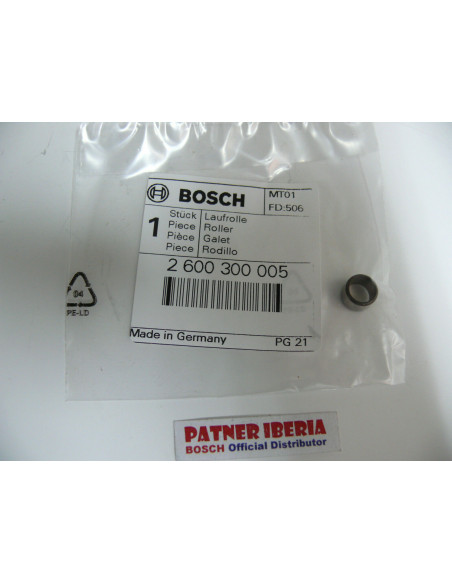 BOSCH
MT01
FD:506
1
Stück Laufrolle
Piece Roller
Pièce Galet
Piece Rodillo
2 600 300 005
Made in Germany
PG 21
04
PE-LD
PATNER IBERIA
BOSCH Official Distributor